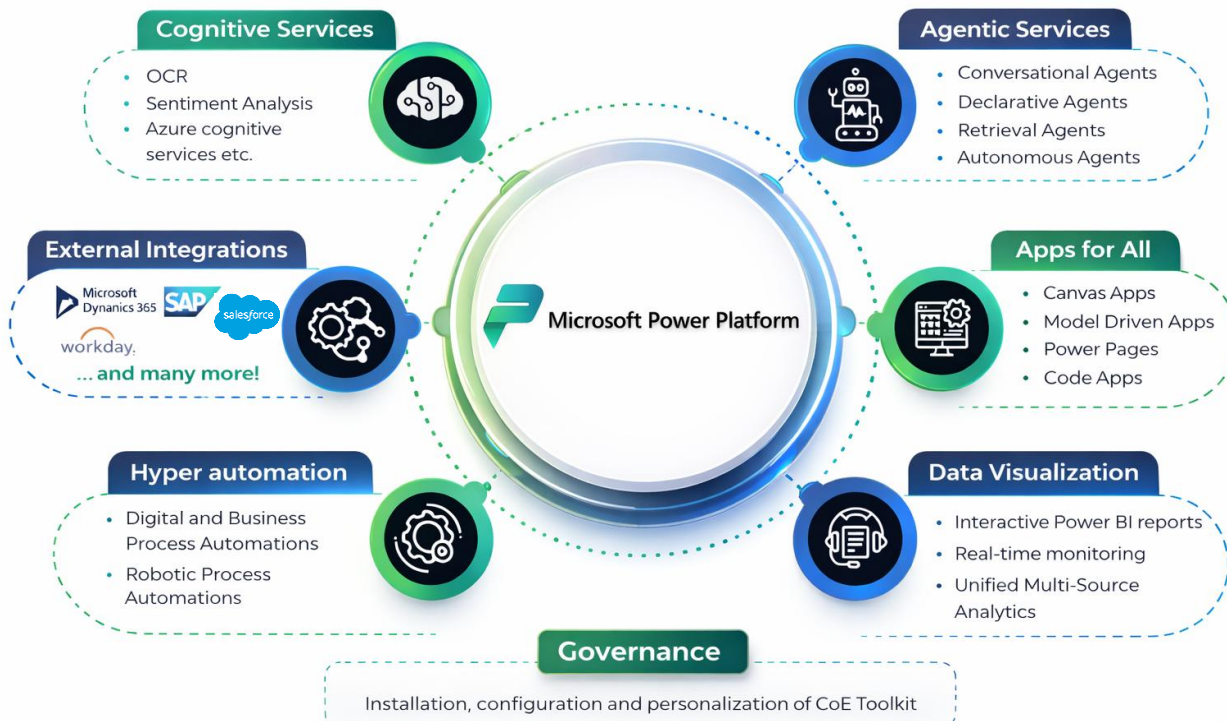 Cognitive Services
OCR
Sentiment Analysis
Azure cognitive
services etc.
Agentic Services
Conversational Agents
Declarative Agents
Retrieval Agents
Autonomous Agents
External Integrations
Microsoft
Dynamics 365
SAP
salesforce
workday.
... and many more!
Microsoft Power Platform
Apps for All
Canvas Apps
Model Driven Apps
Power Pages
Code Apps
Hyper automation
Digital and Business
Process Automations
Robotic Process
Automations
Data Visualization
Interactive Power BI reports
Real-time monitoring
Unified Multi-Source
Analytics
Governance
Installation, configuration and personalization of CoE Toolkit